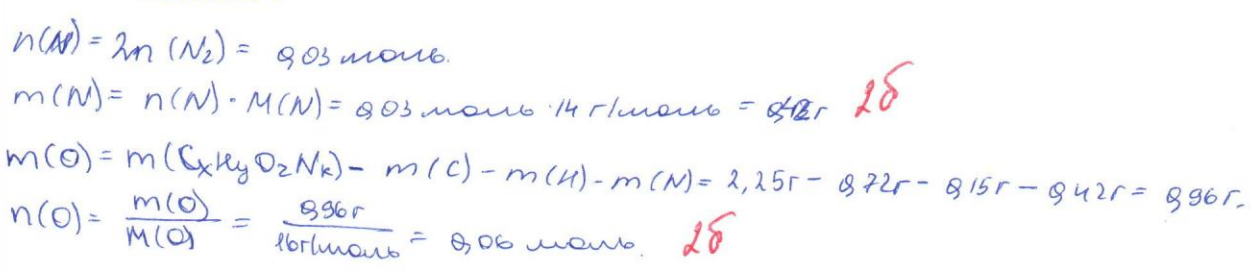 n(N) = 2n (N₂) = 0,03 моль.
m(N) = n(N) · M(N) = 0,03 моль · 14 г/моль = 0,42г 2б
m(O) = m(CxHyOzNk) - m(C) - m(H) - m(N) = 2,25г - 0,72г - 0,15г - 0,42г = 0,96г.
n(O) = m(O)/M(O) = 0,96г/16г/моль = 0,06 моль. 2б